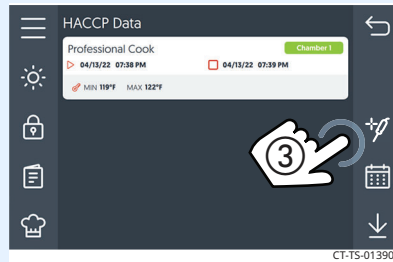 HACCP Data
Professional Cook
Chamber 1
04/13/22 07:38 PM
04/13/22 07:39 PM
MIN 119°F MAX 122°F
3
CT-TS-01390